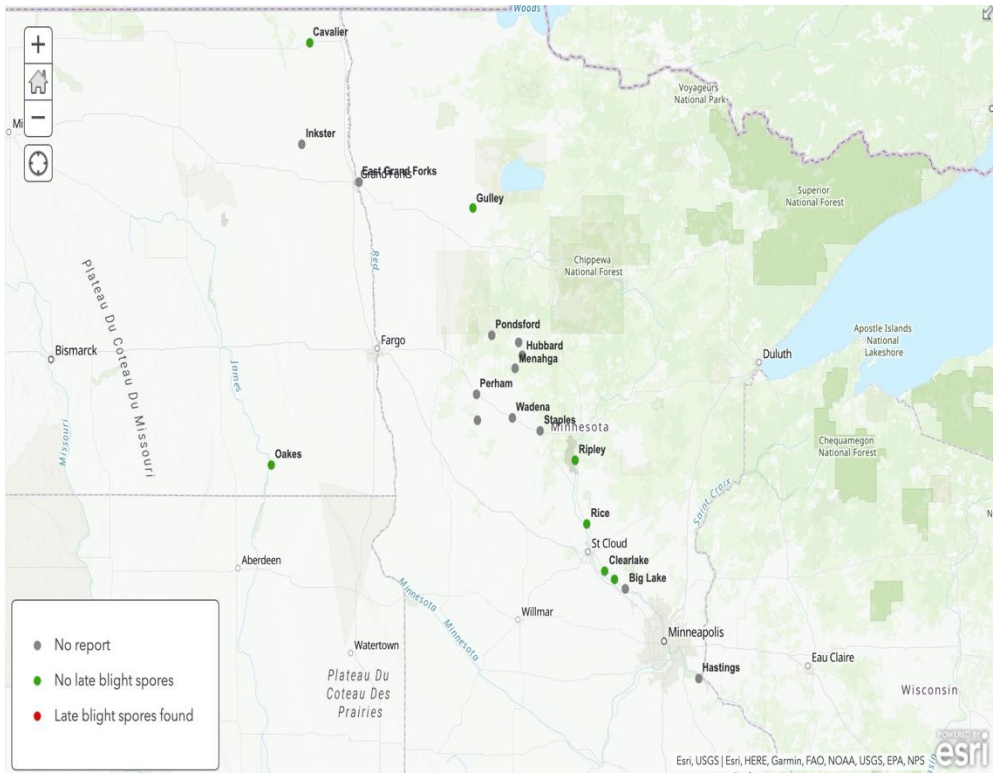 Woods
+
−
Cavalier
Voyageurs
National Park
Mi
Inkster
East Grand Forks
Grand Forks
Gulley
Superior
National Forest
Red
Chippewa
National Forest
Plateau Du Coteau Du Missouri
Pondsford
Hubbard
Menahga
Bismarck
Fargo
Duluth
Apostle Islands
National
Lakeshore
James
Perham
Wadena
Staples
Minnesota
Missouri
Chequamegon
National Forest
Oakes
Ripley
Saint Croix
Rice
St Cloud
N
Aberdeen
Clearlake
Big Lake
Minnesota
Minnesota
Willmar
Minneapolis
Watertown
Eau Claire
Hastings
Plateau Du
Coteau Des
Prairies
Wisconsin
No report
No late blight spores
Late blight spores found
POWERED BY
esri
Esri, USGS | Esri, HERE, Garmin, FAO, NOAA, USGS, EPA, NPS